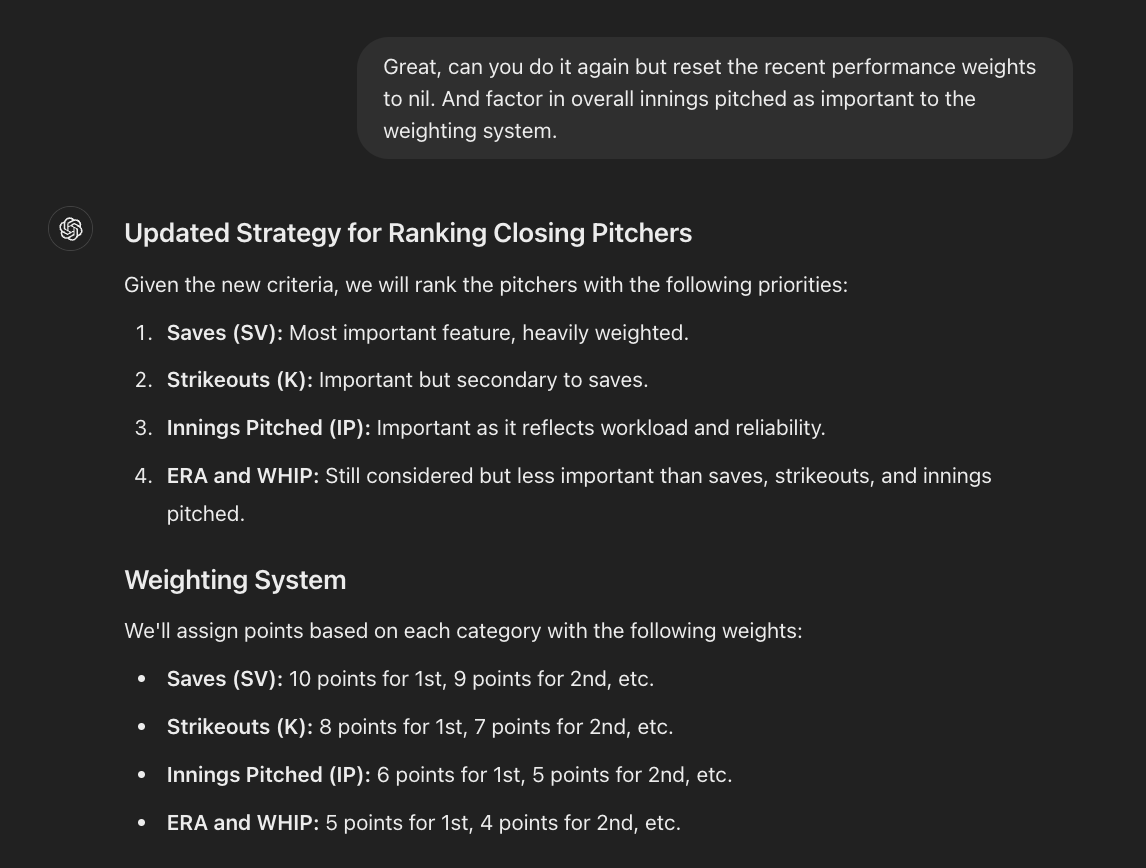 Great, can you do it again but reset the recent performance weights
to nil. And factor in overall innings pitched as important to the
weighting system.
Updated Strategy for Ranking Closing Pitchers
Given the new criteria, we will rank the pitchers with the following priorities:
1. Saves (SV): Most important feature, heavily weighted.
2. Strikeouts (K): Important but secondary to saves.
3. Innings Pitched (IP): Important as it reflects workload and reliability.
4. ERA and WHIP: Still considered but less important than saves, strikeouts, and innings
pitched.
Weighting System
We'll assign points based on each category with the following weights:
• Saves (SV): 10 points for 1st, 9 points for 2nd, etc.
• Strikeouts (K): 8 points for 1st, 7 points for 2nd, etc.
• Innings Pitched (IP): 6 points for 1st, 5 points for 2nd, etc.
• ERA and WHIP: 5 points for 1st, 4 points for 2nd, etc.